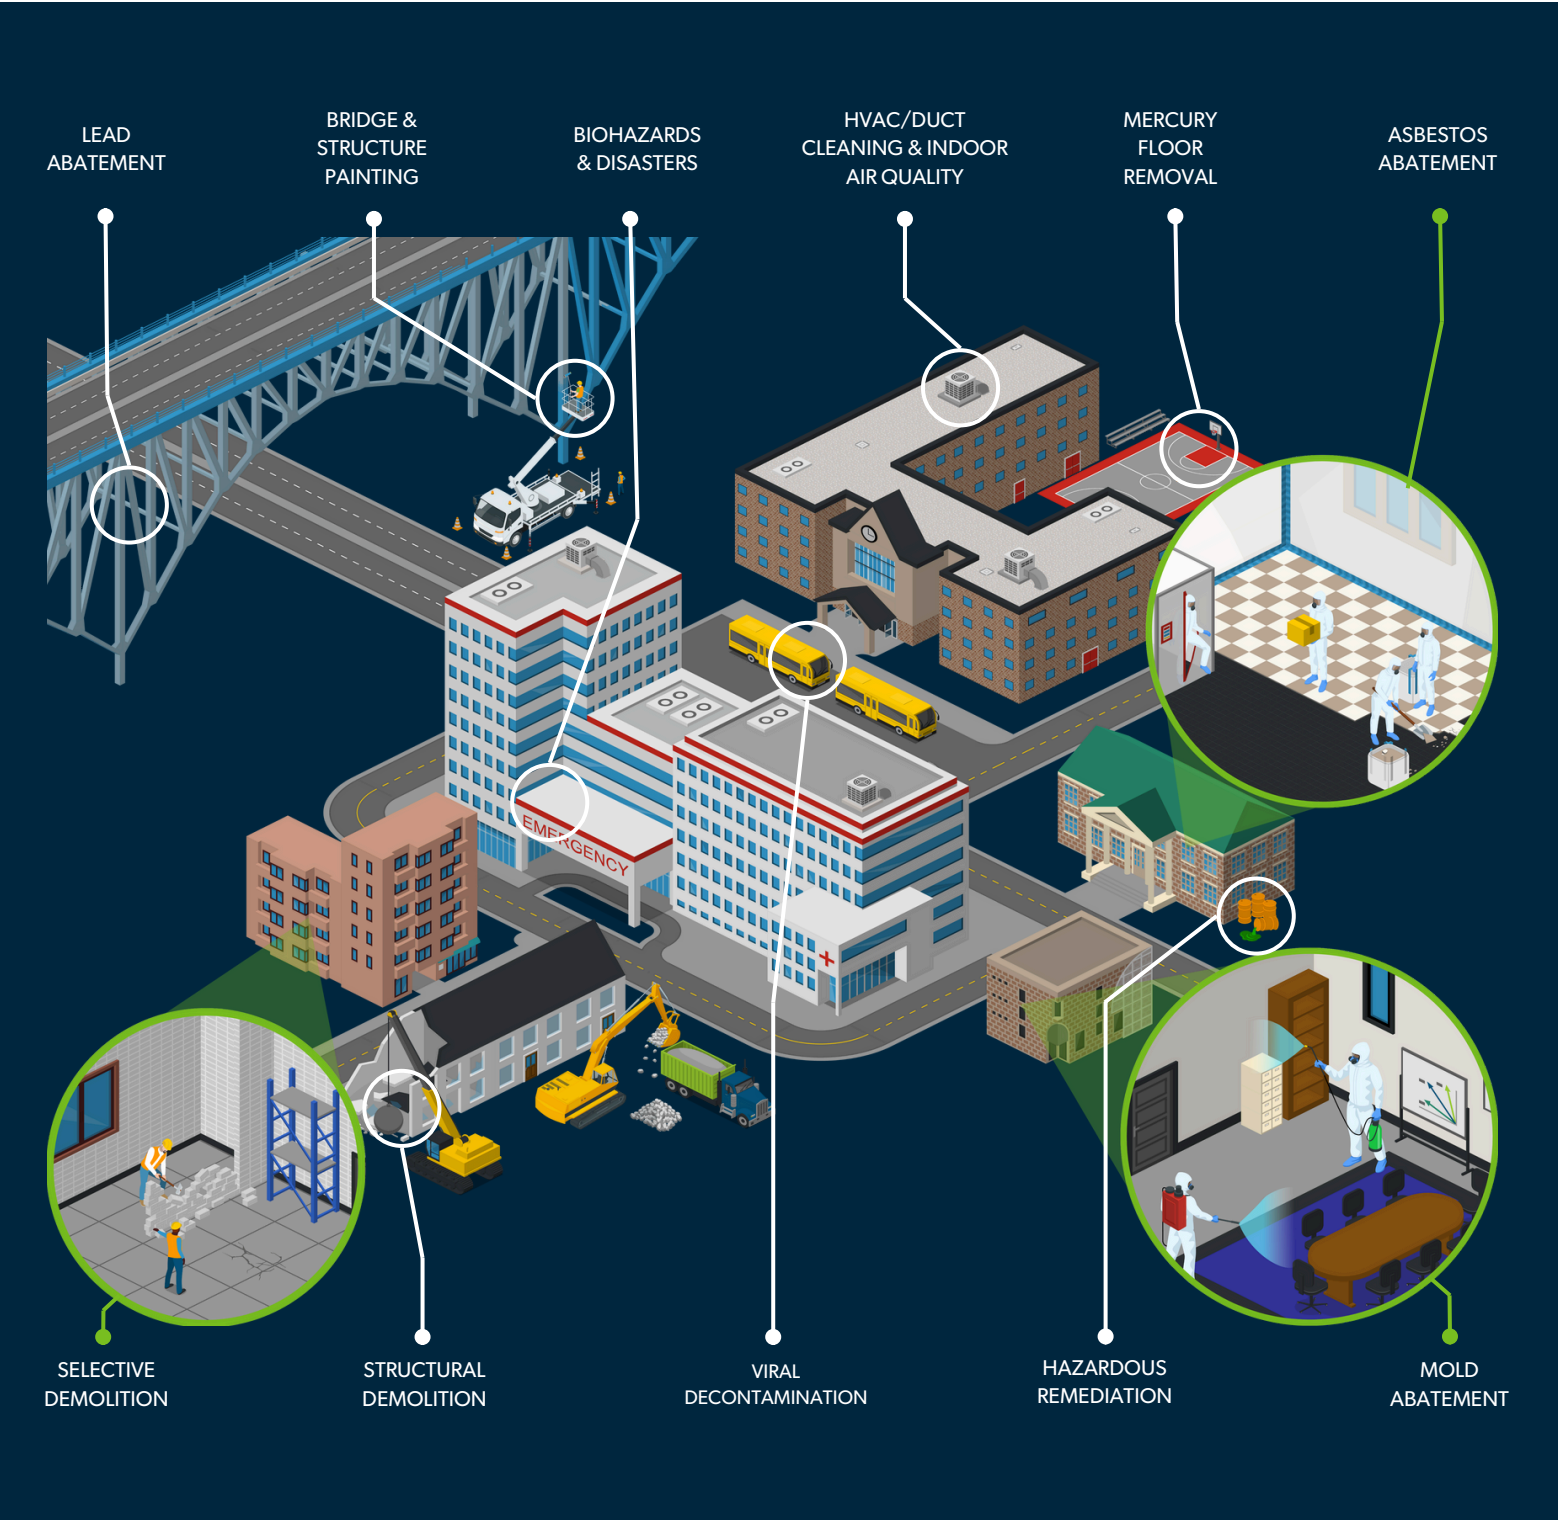 LEAD
ABATEMENT
BRIDGE &
STRUCTURE
PAINTING
BIOHAZARDS
& DISASTERS
HVAC/DUCT
CLEANING & INDOOR
AIR QUALITY
MERCURY
FLOOR
REMOVAL
ASBESTOS
ABATEMENT
EMERGENCY
SELECTIVE
DEMOLITION
STRUCTURAL
DEMOLITION
VIRAL
DECONTAMINATION
HAZARDOUS
REMEDIATION
MOLD
ABATEMENT